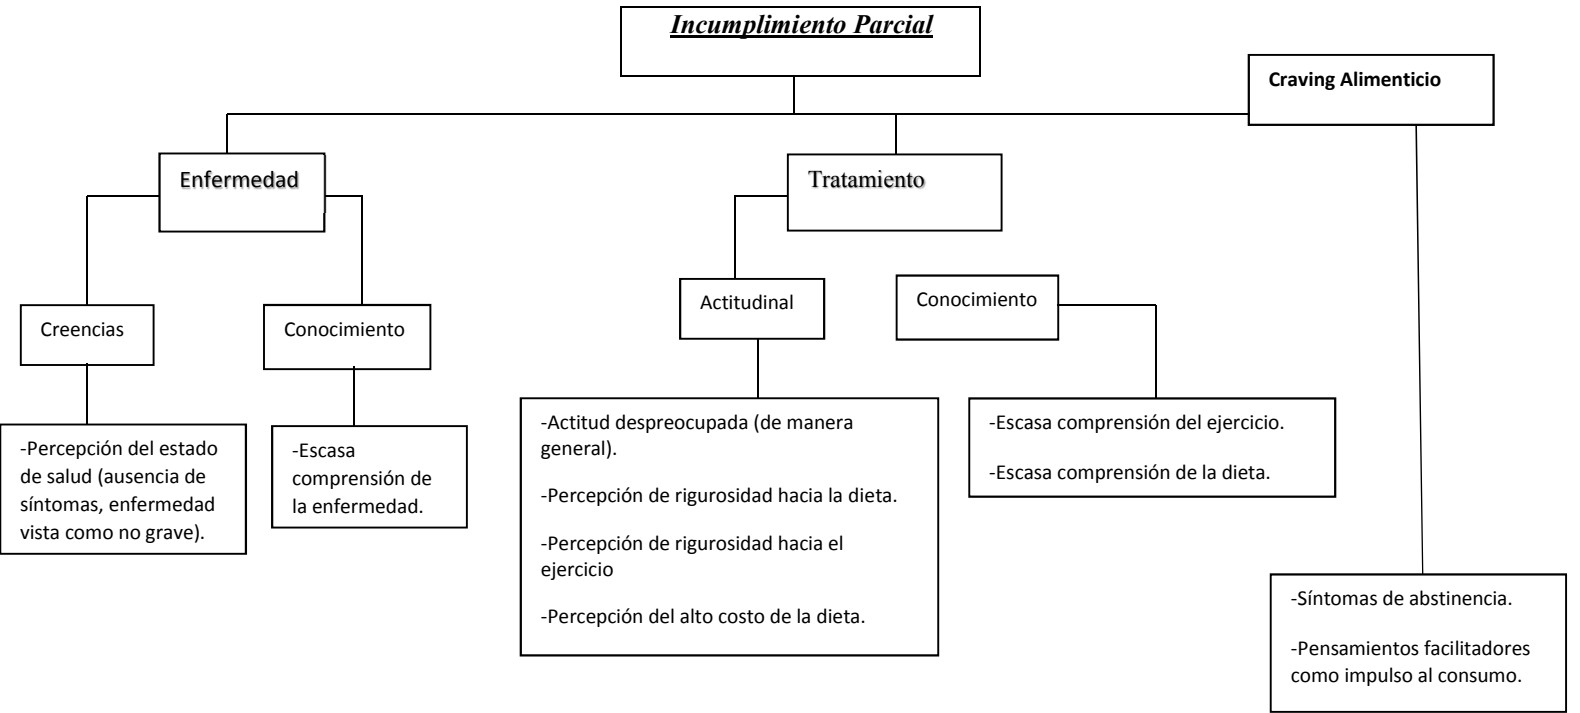 Incumplimiento Parcial
Craving Alimenticio
Enfermedad
Tratamiento
Creencias
Conocimiento
Actitudinal
Conocimiento
-Percepción del estado
de salud (ausencia de
síntomas, enfermedad
vista como no grave).
-Escasa
comprensión de
la enfermedad.
-Actitud despreocupada (de manera
general).
-Percepción de rigurosidad hacia la dieta.
-Percepción de rigurosidad hacia el
ejercicio
-Percepción del alto costo de la dieta.
-Escasa comprensión del ejercicio.
-Escasa comprensión de la dieta.
-Síntomas de abstinencia.
-Pensamientos facilitadores
como impulso al consumo.